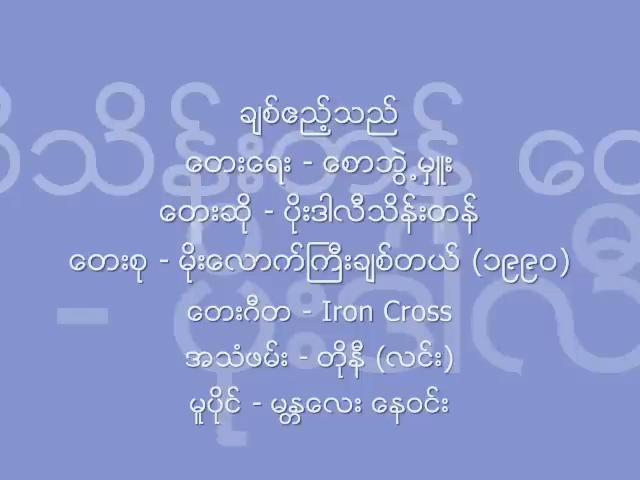 ချစ်ဧည့်သည်
တေးရေး - စောဘွဲ့မှူး
တေးဆို - ပိုးဒါလီသိန်းတန်
တေးစု - မိုးလောက်ကြီးချစ်တယ် (၁၉၉၀)
တေးဂီတ - Iron Cross
အသံဖမ်း - တိုနီ (လင်း)
မူပိုင် - မန္တလေး နေဝင်း